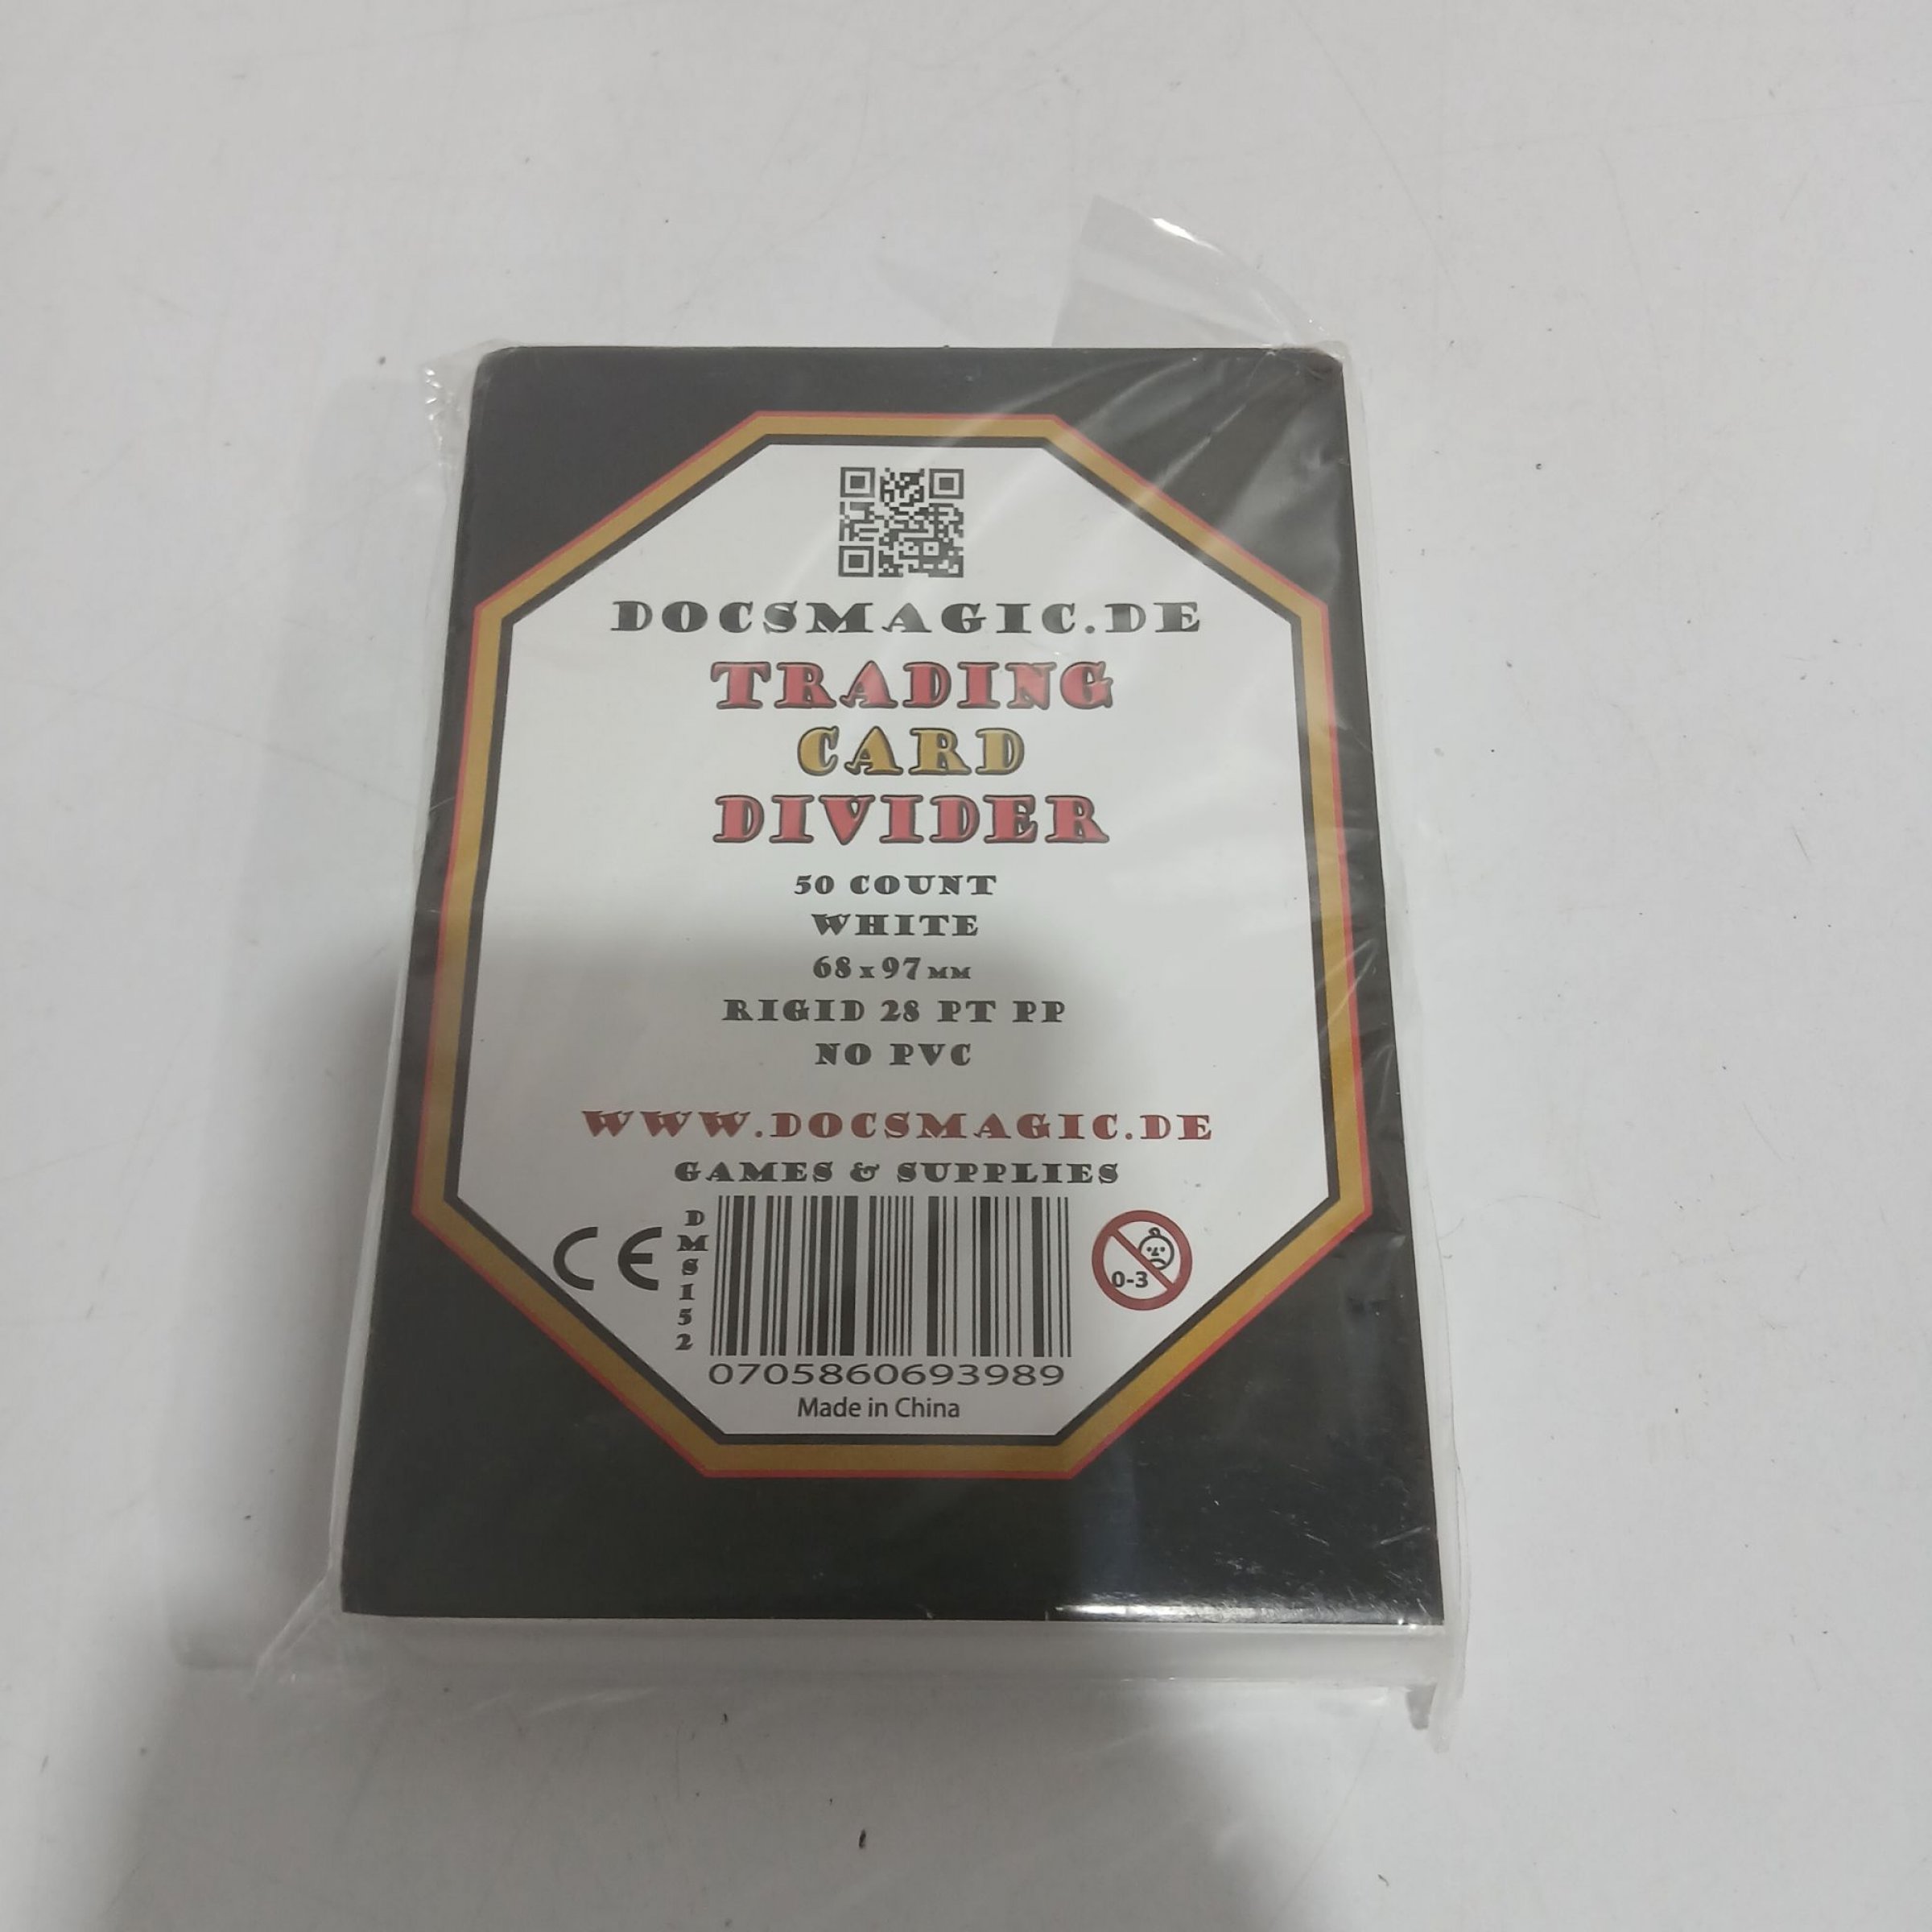 DOCSMAGIC.DE
TRADING
CARD
DIVIDER
50 COUNT
WHITE
68 x 97 MM
RIGID 28 PT PP
NO PVC
WWW.DOCSMAGIC.DE
GAMES & SUPPLIES
CE
DMS152
0-3
0705860693989
Made in China